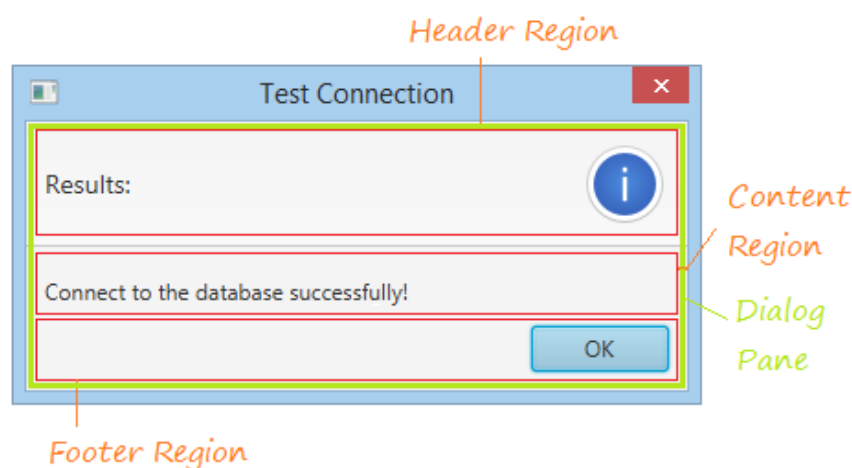 Header Region
Test Connection
Results:
i
Content
Region
Connect to the database successfully!
Dialog
Pane
OK
Footer Region